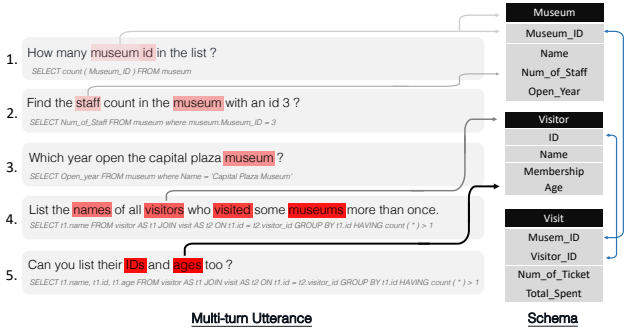 1.
How many museum id in the list ?
SELECT count ( Museum_ID ) FROM museum
2.
Find the staff count in the museum with an id 3 ?
SELECT Num_of_Staff FROM museum where museum.Museum_ID = 3
3.
Which year open the capital plaza museum ?
SELECT Open_year FROM museum where Name = 'Capital Plaza Museum'
4.
List the names of all visitors who visited some museums more than once.
SELECT t1.name FROM visitor AS t1 JOIN visit AS t2 ON t1.id = t2.visitor_id GROUP BY t1.id HAVING count ( * ) > 1
5.
Can you list their IDs and ages too ?
SELECT t1.name, t1.id, t1.age FROM visitor AS t1 JOIN visit AS t2 ON t1.id = t2.visitor_id GROUP BY t1.id HAVING count ( * ) > 1
Multi-turn Utterance
Museum
Museum_ID
Name
Num_of_Staff
Open_Year
Visitor
ID
Name
Membership
Age
Visit
Musem_ID
Visitor_ID
Num_of_Ticket
Total_Spent
Schema